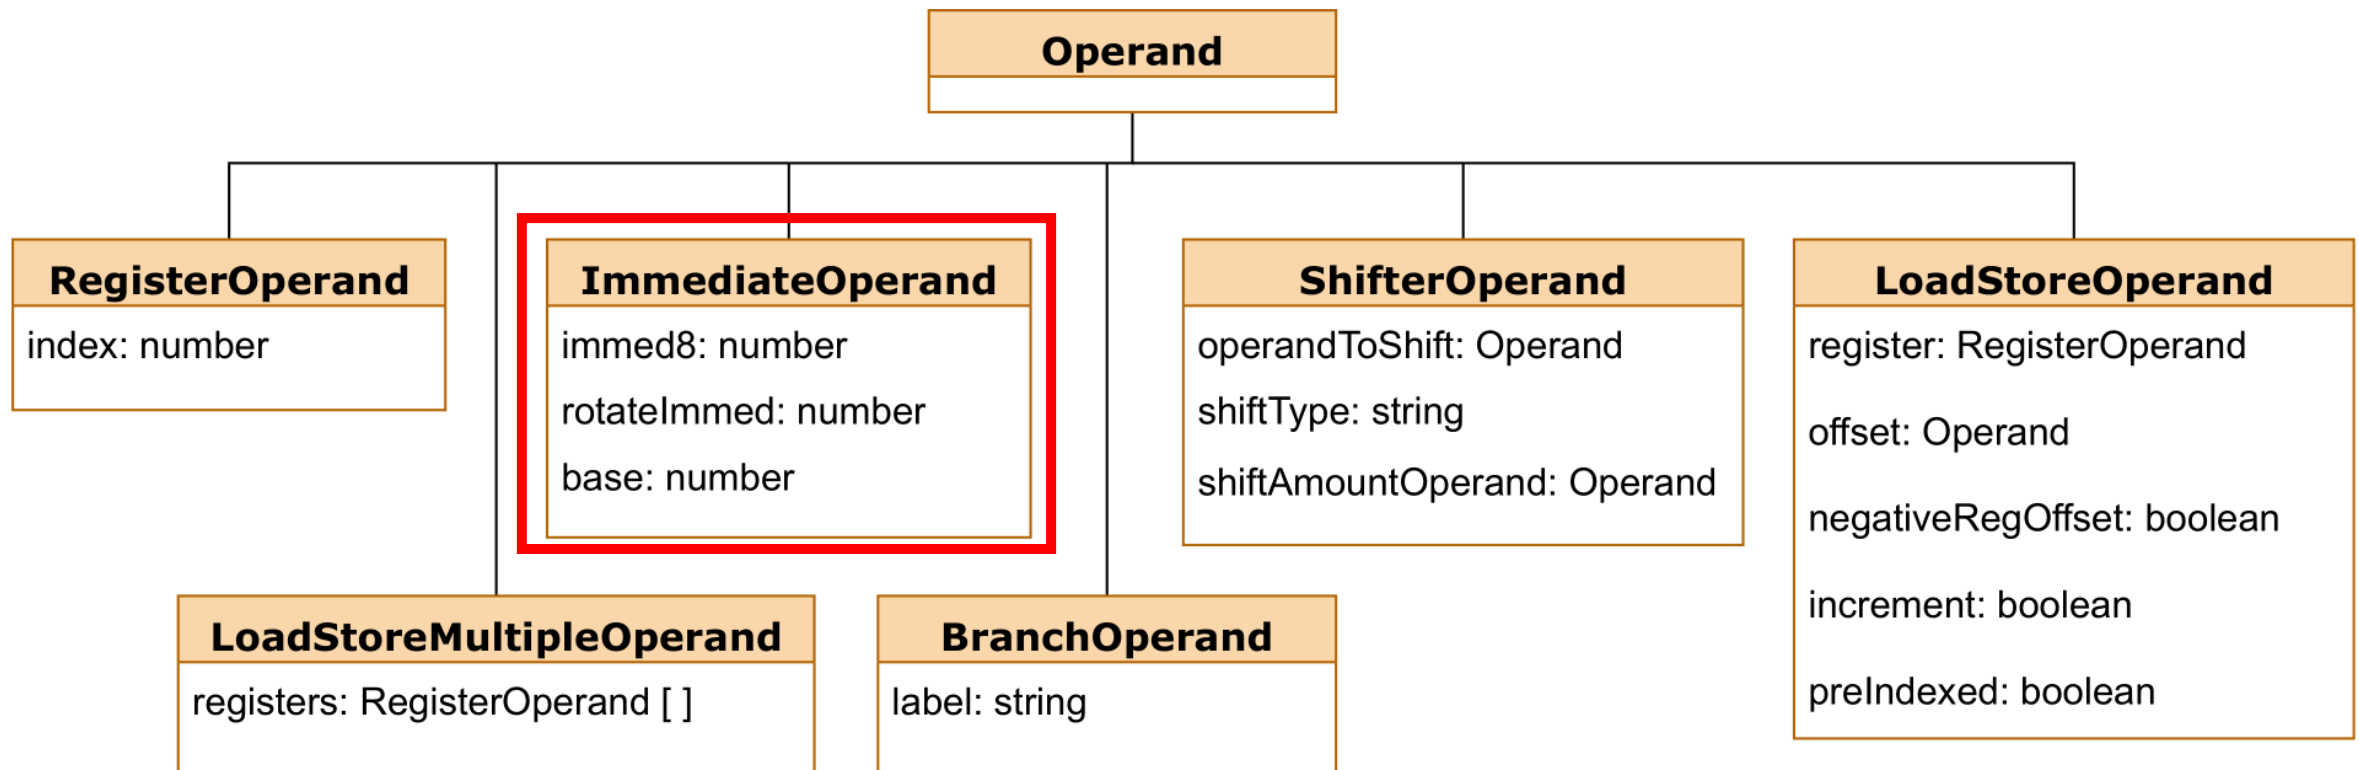 Operand
RegisterOperand
index: number
ImmediateOperand
immed8: number
rotateImmed: number
base: number
ShifterOperand
operandToShift: Operand
shiftType: string
shiftAmountOperand: Operand
LoadStoreOperand
register: RegisterOperand
offset: Operand
negativeRegOffset: boolean
increment: boolean
preIndexed: boolean
LoadStoreMultipleOperand
registers: RegisterOperand [ ]
BranchOperand
label: string